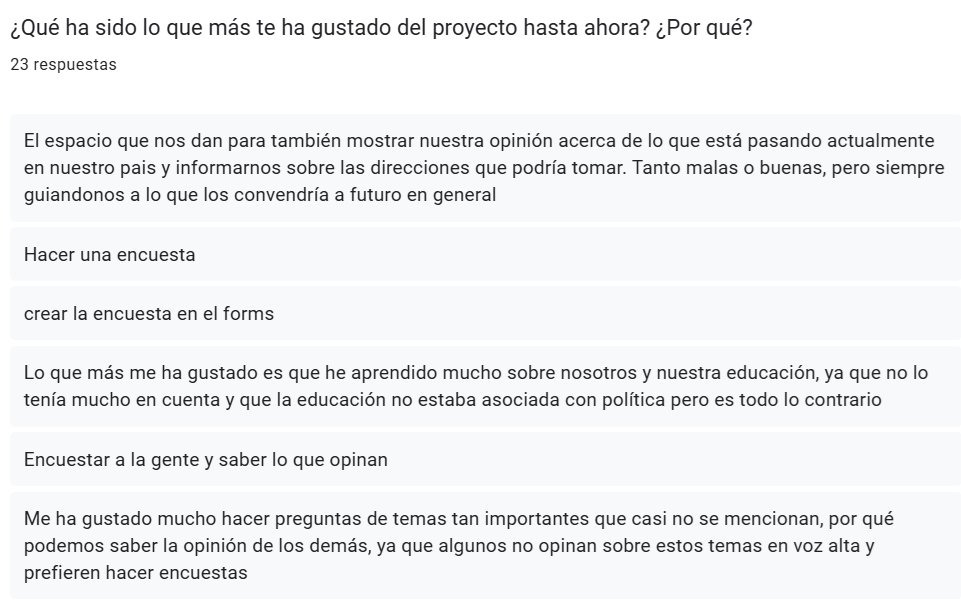 ¿Qué ha sido lo que más te ha gustado del proyecto hasta ahora? ¿Por qué?
23 respuestas
El espacio que nos dan para también mostrar nuestra opinión acerca de lo que está pasando actualmente
en nuestro pais y informarnos sobre las direcciones que podría tomar. Tanto malas o buenas, pero siempre
guiandonos a lo que los convendría a futuro en general
Hacer una encuesta
crear la encuesta en el forms
Lo que más me ha gustado es que he aprendido mucho sobre nosotros y nuestra educación, ya que no lo
tenía mucho en cuenta y que la educación no estaba asociada con política pero es todo lo contrario
Encuestar a la gente y saber lo que opinan
Me ha gustado mucho hacer preguntas de temas tan importantes que casi no se mencionan, por qué
podemos saber la opinión de los demás, ya que algunos no opinan sobre estos temas en voz alta y
prefieren hacer encuestas